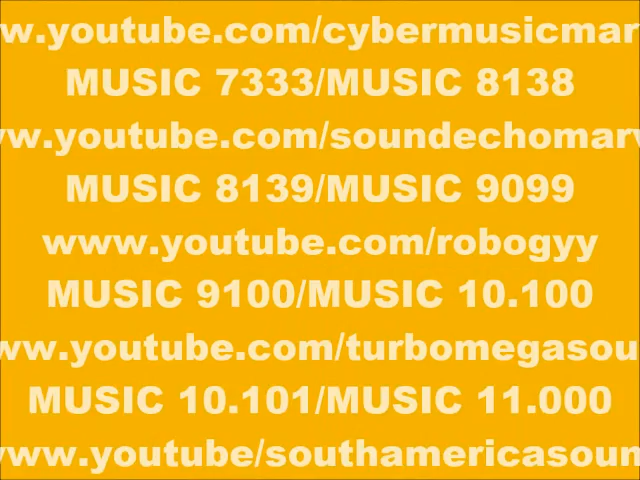 w.youtube.com/cybermusicmar
MUSIC 7333/MUSIC 8138
w.youtube.com/soundechomarv
MUSIC 8139/MUSIC 9099
www.youtube.com/robogyy
MUSIC 9100/MUSIC 10.100
ww.youtube.com/turbomegasou
MUSIC 10.101/MUSIC 11.000
www.youtube/southamericasoun